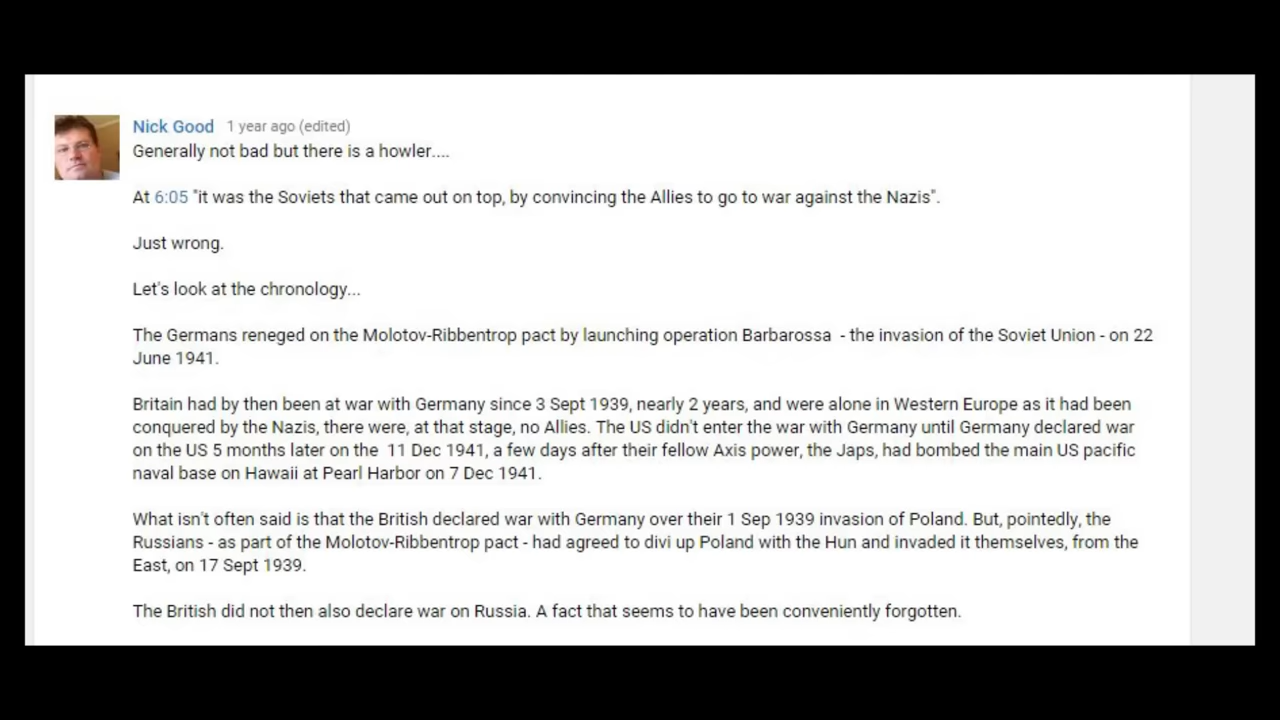 Nick Good 1 year ago (edited)
Generally not bad but there is a howler....
At 6:05 "it was the Soviets that came out on top, by convincing the Allies to go to war against the Nazis".
Just wrong.
Let's look at the chronology...
The Germans reneged on the Molotov-Ribbentrop pact by launching operation Barbarossa - the invasion of the Soviet Union - on 22
June 1941.
Britain had by then been at war with Germany since 3 Sept 1939, nearly 2 years, and were alone in Western Europe as it had been
conquered by the Nazis, there were, at that stage, no Allies. The US didn't enter the war with Germany until Germany declared war
on the US 5 months later on the 11 Dec 1941, a few days after their fellow Axis power, the Japs, had bombed the main US pacific
naval base on Hawaii at Pearl Harbor on 7 Dec 1941.
What isn't often said is that the British declared war with Germany over their 1 Sep 1939 invasion of Poland. But, pointedly, the
Russians - as part of the Molotov-Ribbentrop pact - had agreed to divi up Poland with the Hun and invaded it themselves, from the
East, on 17 Sept 1939.
The British did not then also declare war on Russia. A fact that seems to have been conveniently forgotten.